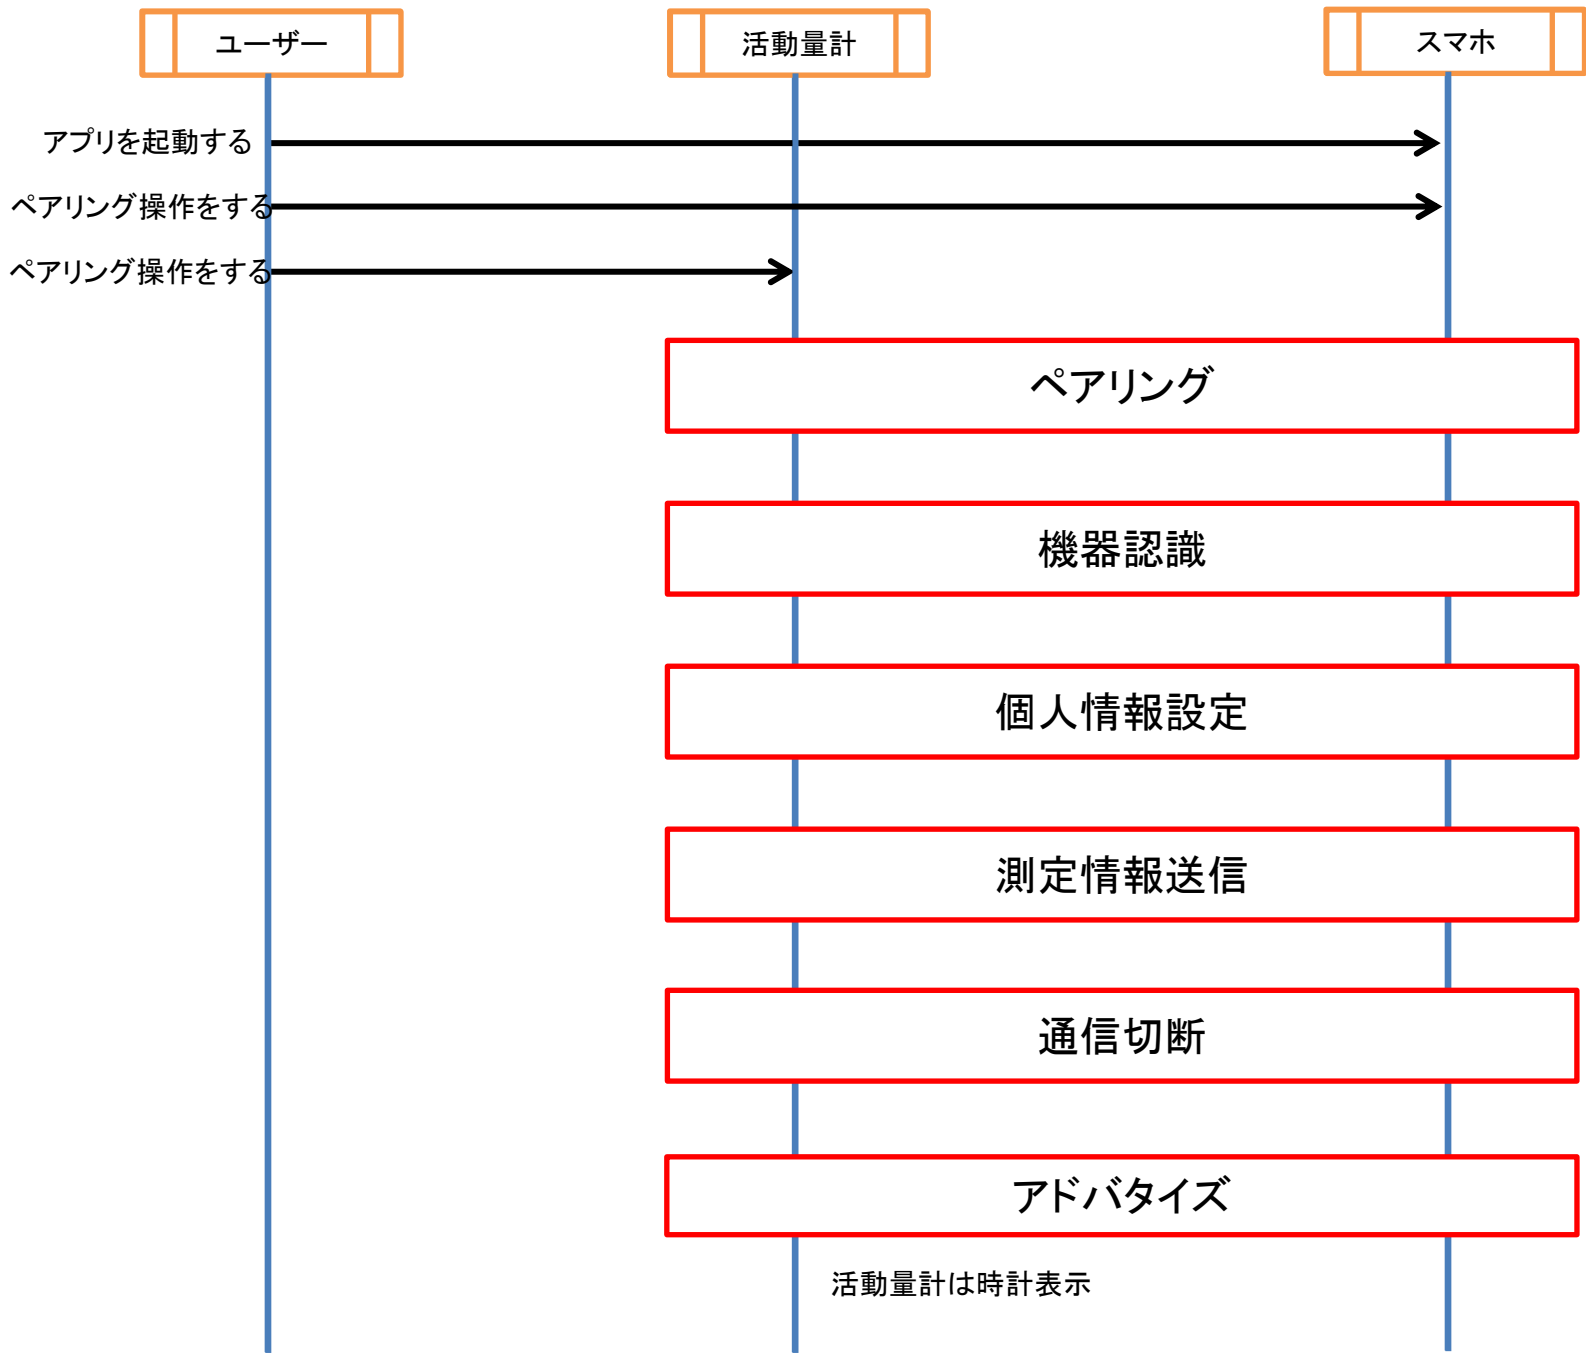 ユーザー
活動量計
スマホ
アプリを起動する
ペアリング操作をする
ペアリング操作をする
ペアリング
機器認識
個人情報設定
測定情報送信
通信切断
アドバタイズ
活動量計は時計表示